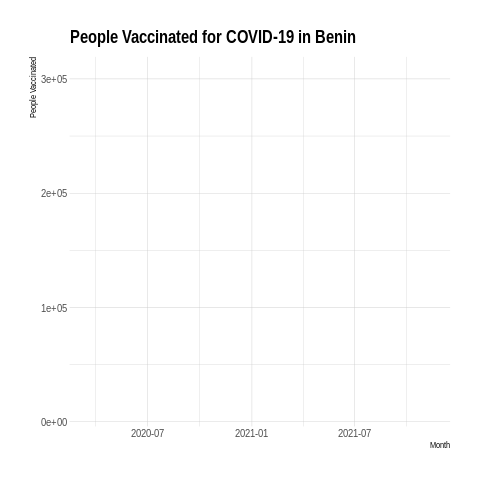 People Vaccinated for COVID-19 in Benin
People Vaccinated
3e+05
2e+05
1e+05
0e+00
2020-07
2021-01
2021-07
Month